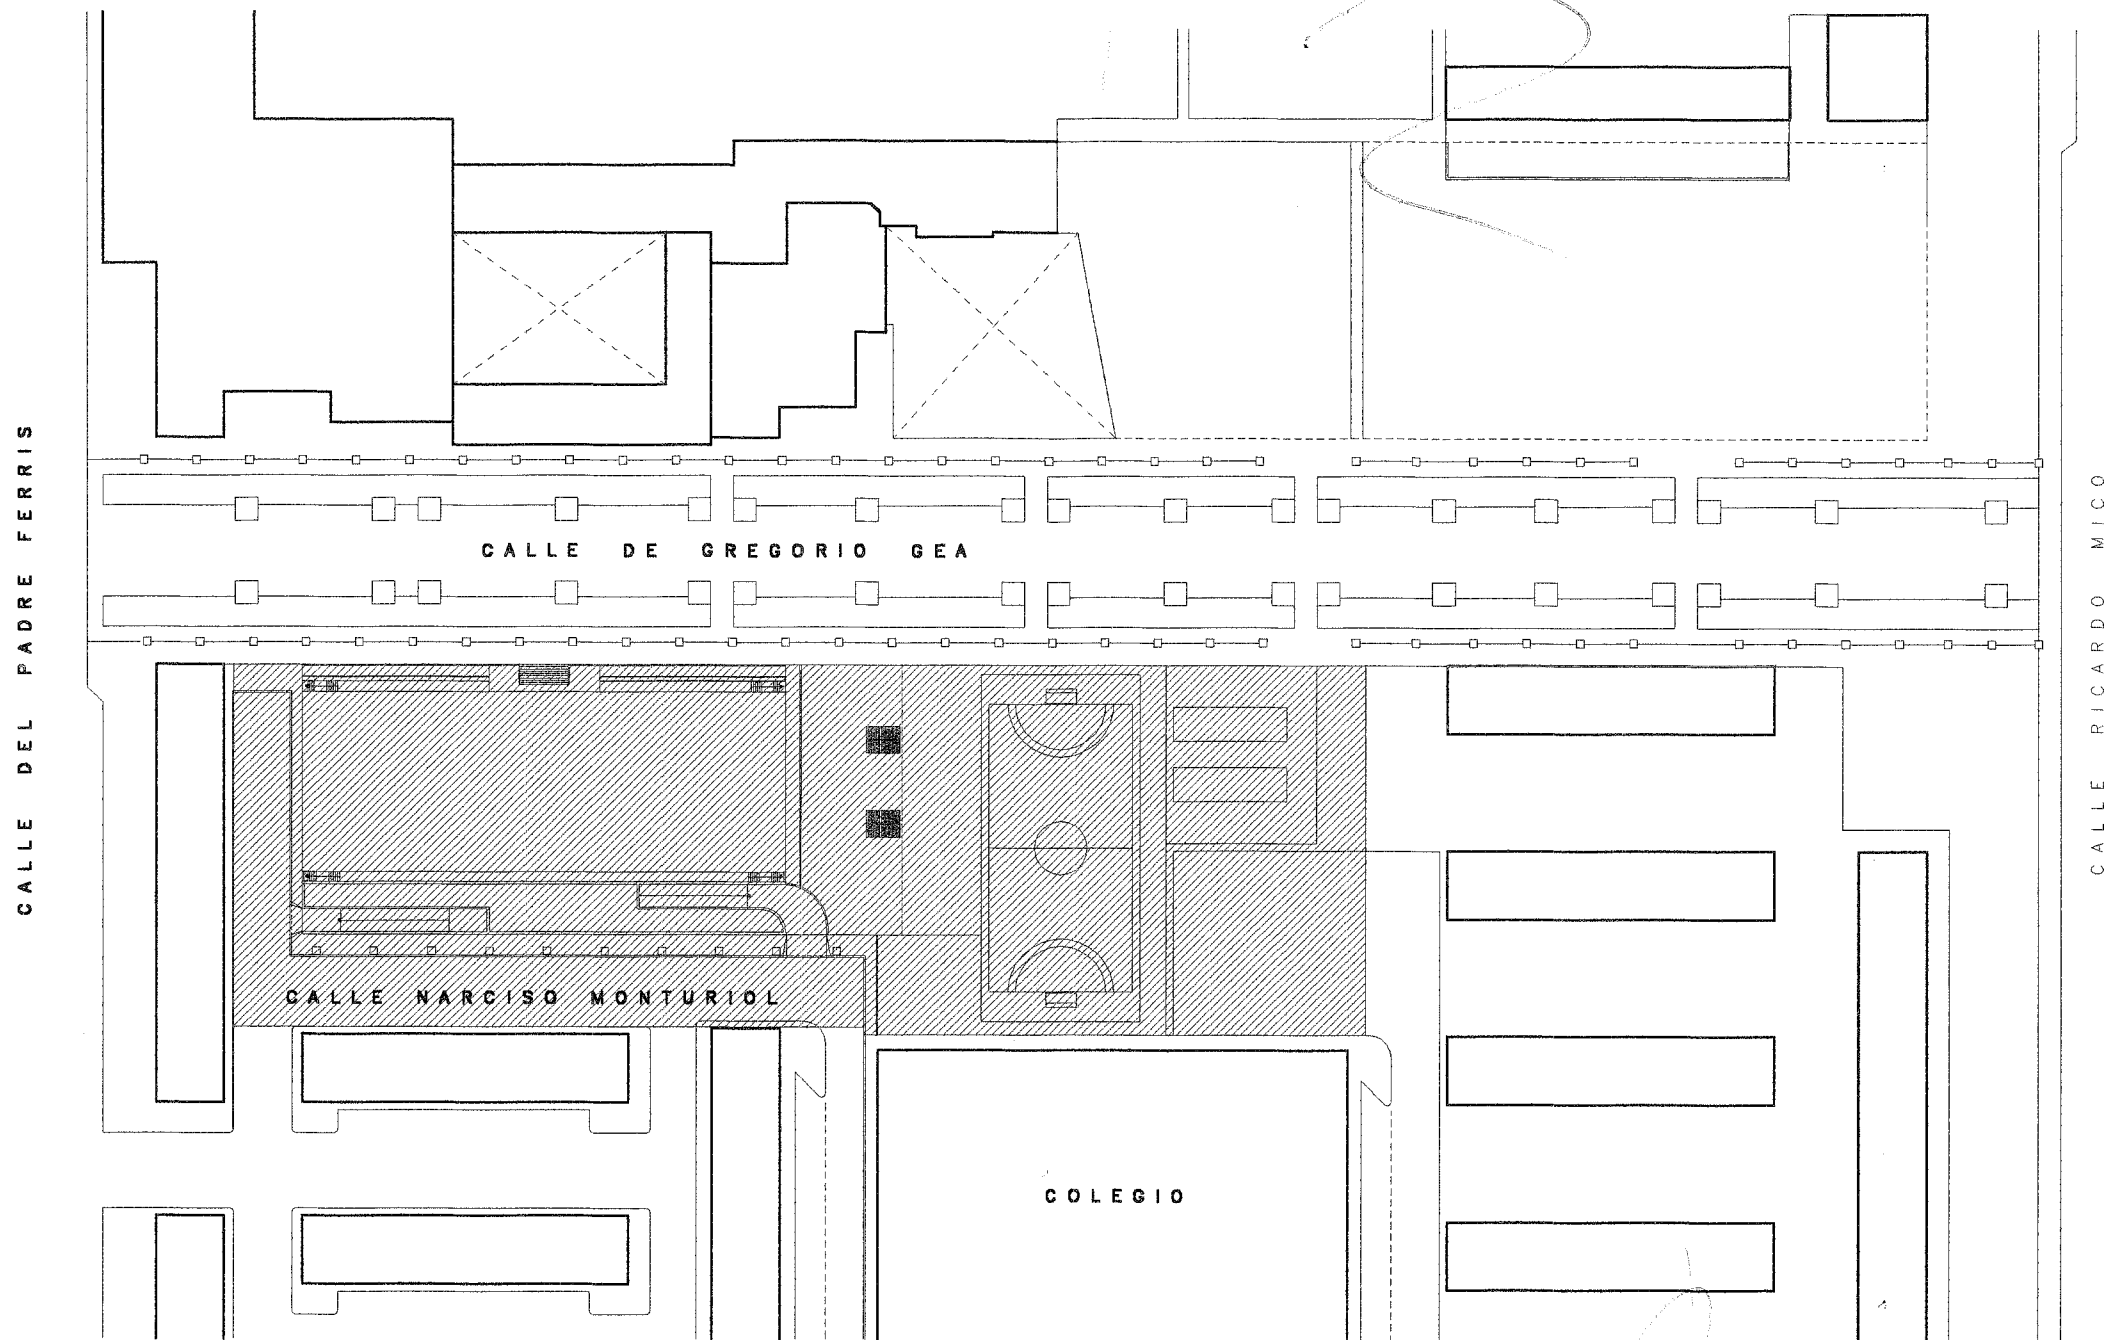 CALLE DEL PADRE FERRIS
CALLE DE GREGORIO GEA
CALLE RICARDO MICO
CALLE NARCISO MONTURIOL
COLEGIO